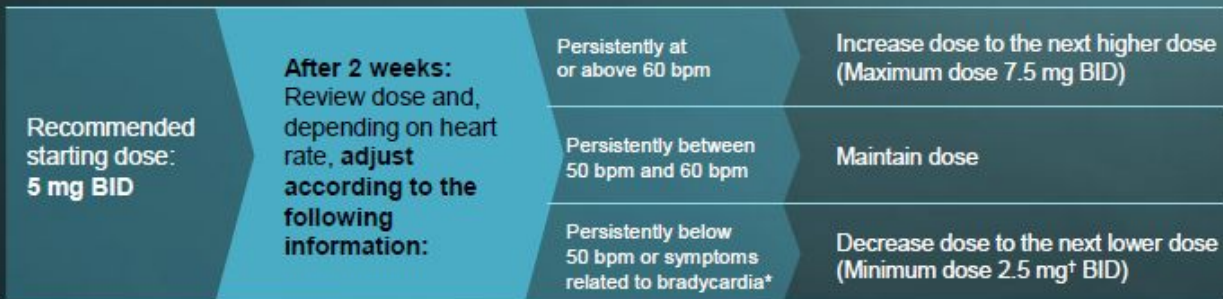 Recommended
starting dose:
5 mg BID
After 2 weeks:
Review dose and,
depending on heart
rate, adjust
according to the
following
information:
Persistently at
or above 60 bpm
Increase dose to the next higher dose
(Maximum dose 7.5 mg BID)
Persistently between
50 bpm and 60 bpm
Maintain dose
Persistently below
50 bpm or symptoms
related to bradycardia*
Decrease dose to the next lower dose
(Minimum dose 2.5 mg† BID)